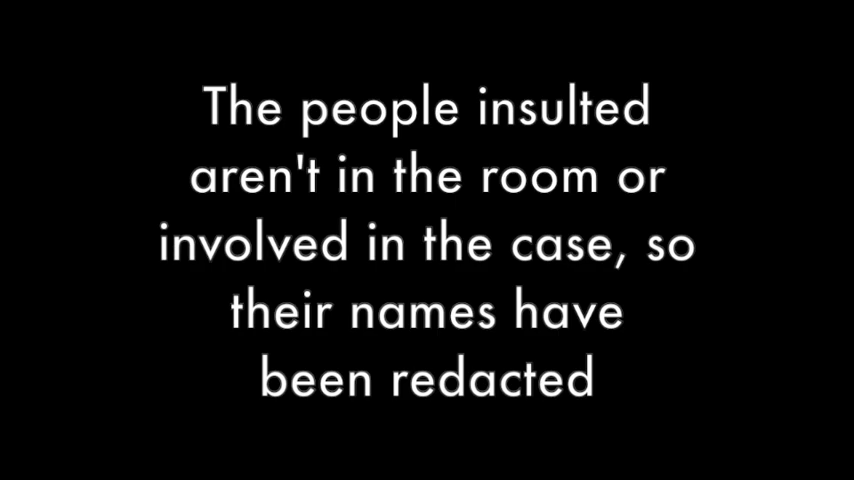 The people insulted
aren't in the room or
involved in the case, so
their names have
been redacted